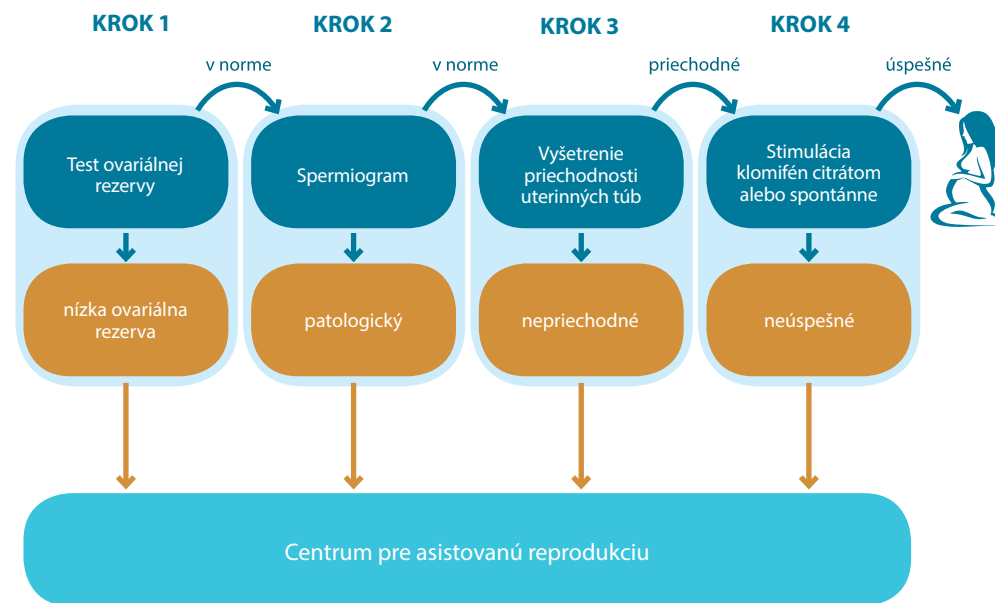 KROK 1
KROK 2
KROK 3
KROK 4
v norme
v norme
priechodné
úspešné
Test ovariálnej
rezervy
Spermiogram
Vyšetrenie
priechodnosti
uterinných túb
Stimulácia
klomifén citrátom
alebo spontánne
nízka ovariálna
rezerva
patologický
nepriechodné
neúspešné
Centrum pre asistovanú reprodukciu